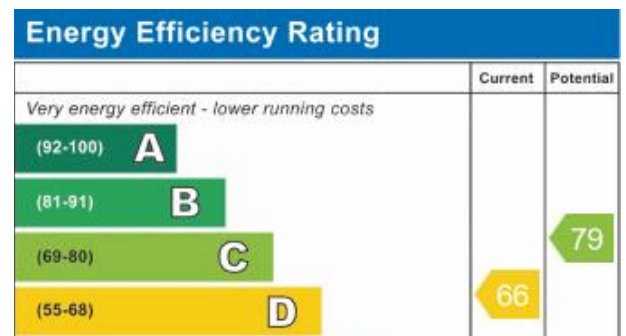 Energy Efficiency Rating
Current Potential
Very energy efficient - lower running costs
(92-100) A
(81-91) B
79
(69-80) C
66
(55-68) D